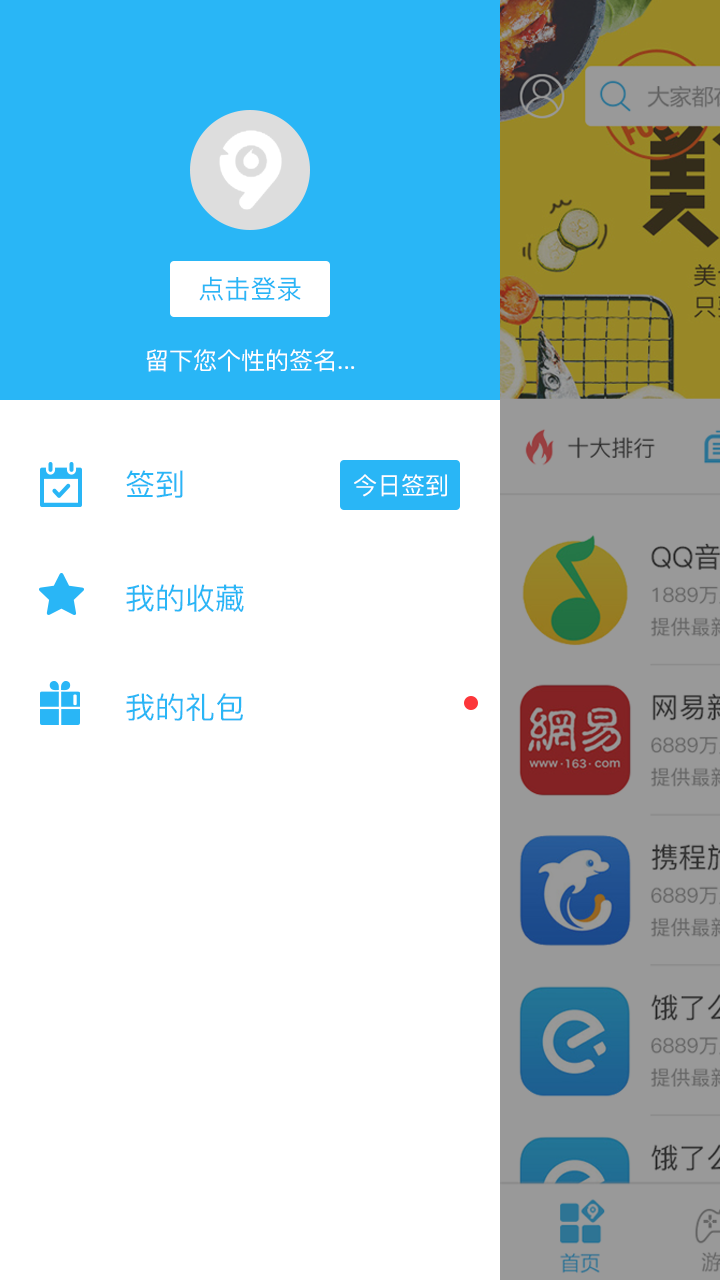 点击登录
留下您个性的签名...
签到
今日签到
我的收藏
我的礼包
大家都
美
只
十大排行
QQ音
1889万
提供最新
網易
www·163·com
网易新
6889万
提供最新
携程旅
6889万
提供最新
饿了么
6889万
提供最新
饿了么
首页
游